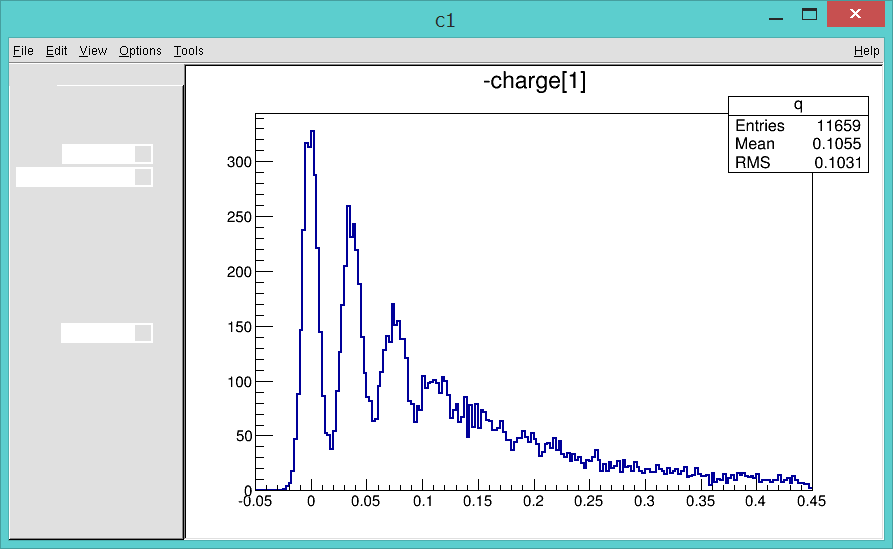 c1
File Edit View Options Tools Help
-charge[1]
q
Entries 11659
Mean 0.1055
RMS 0.1031
300
250
200
150
100
50
0
-0.05 0 0.05 0.1 0.15 0.2 0.25 0.3 0.35 0.4 0.45